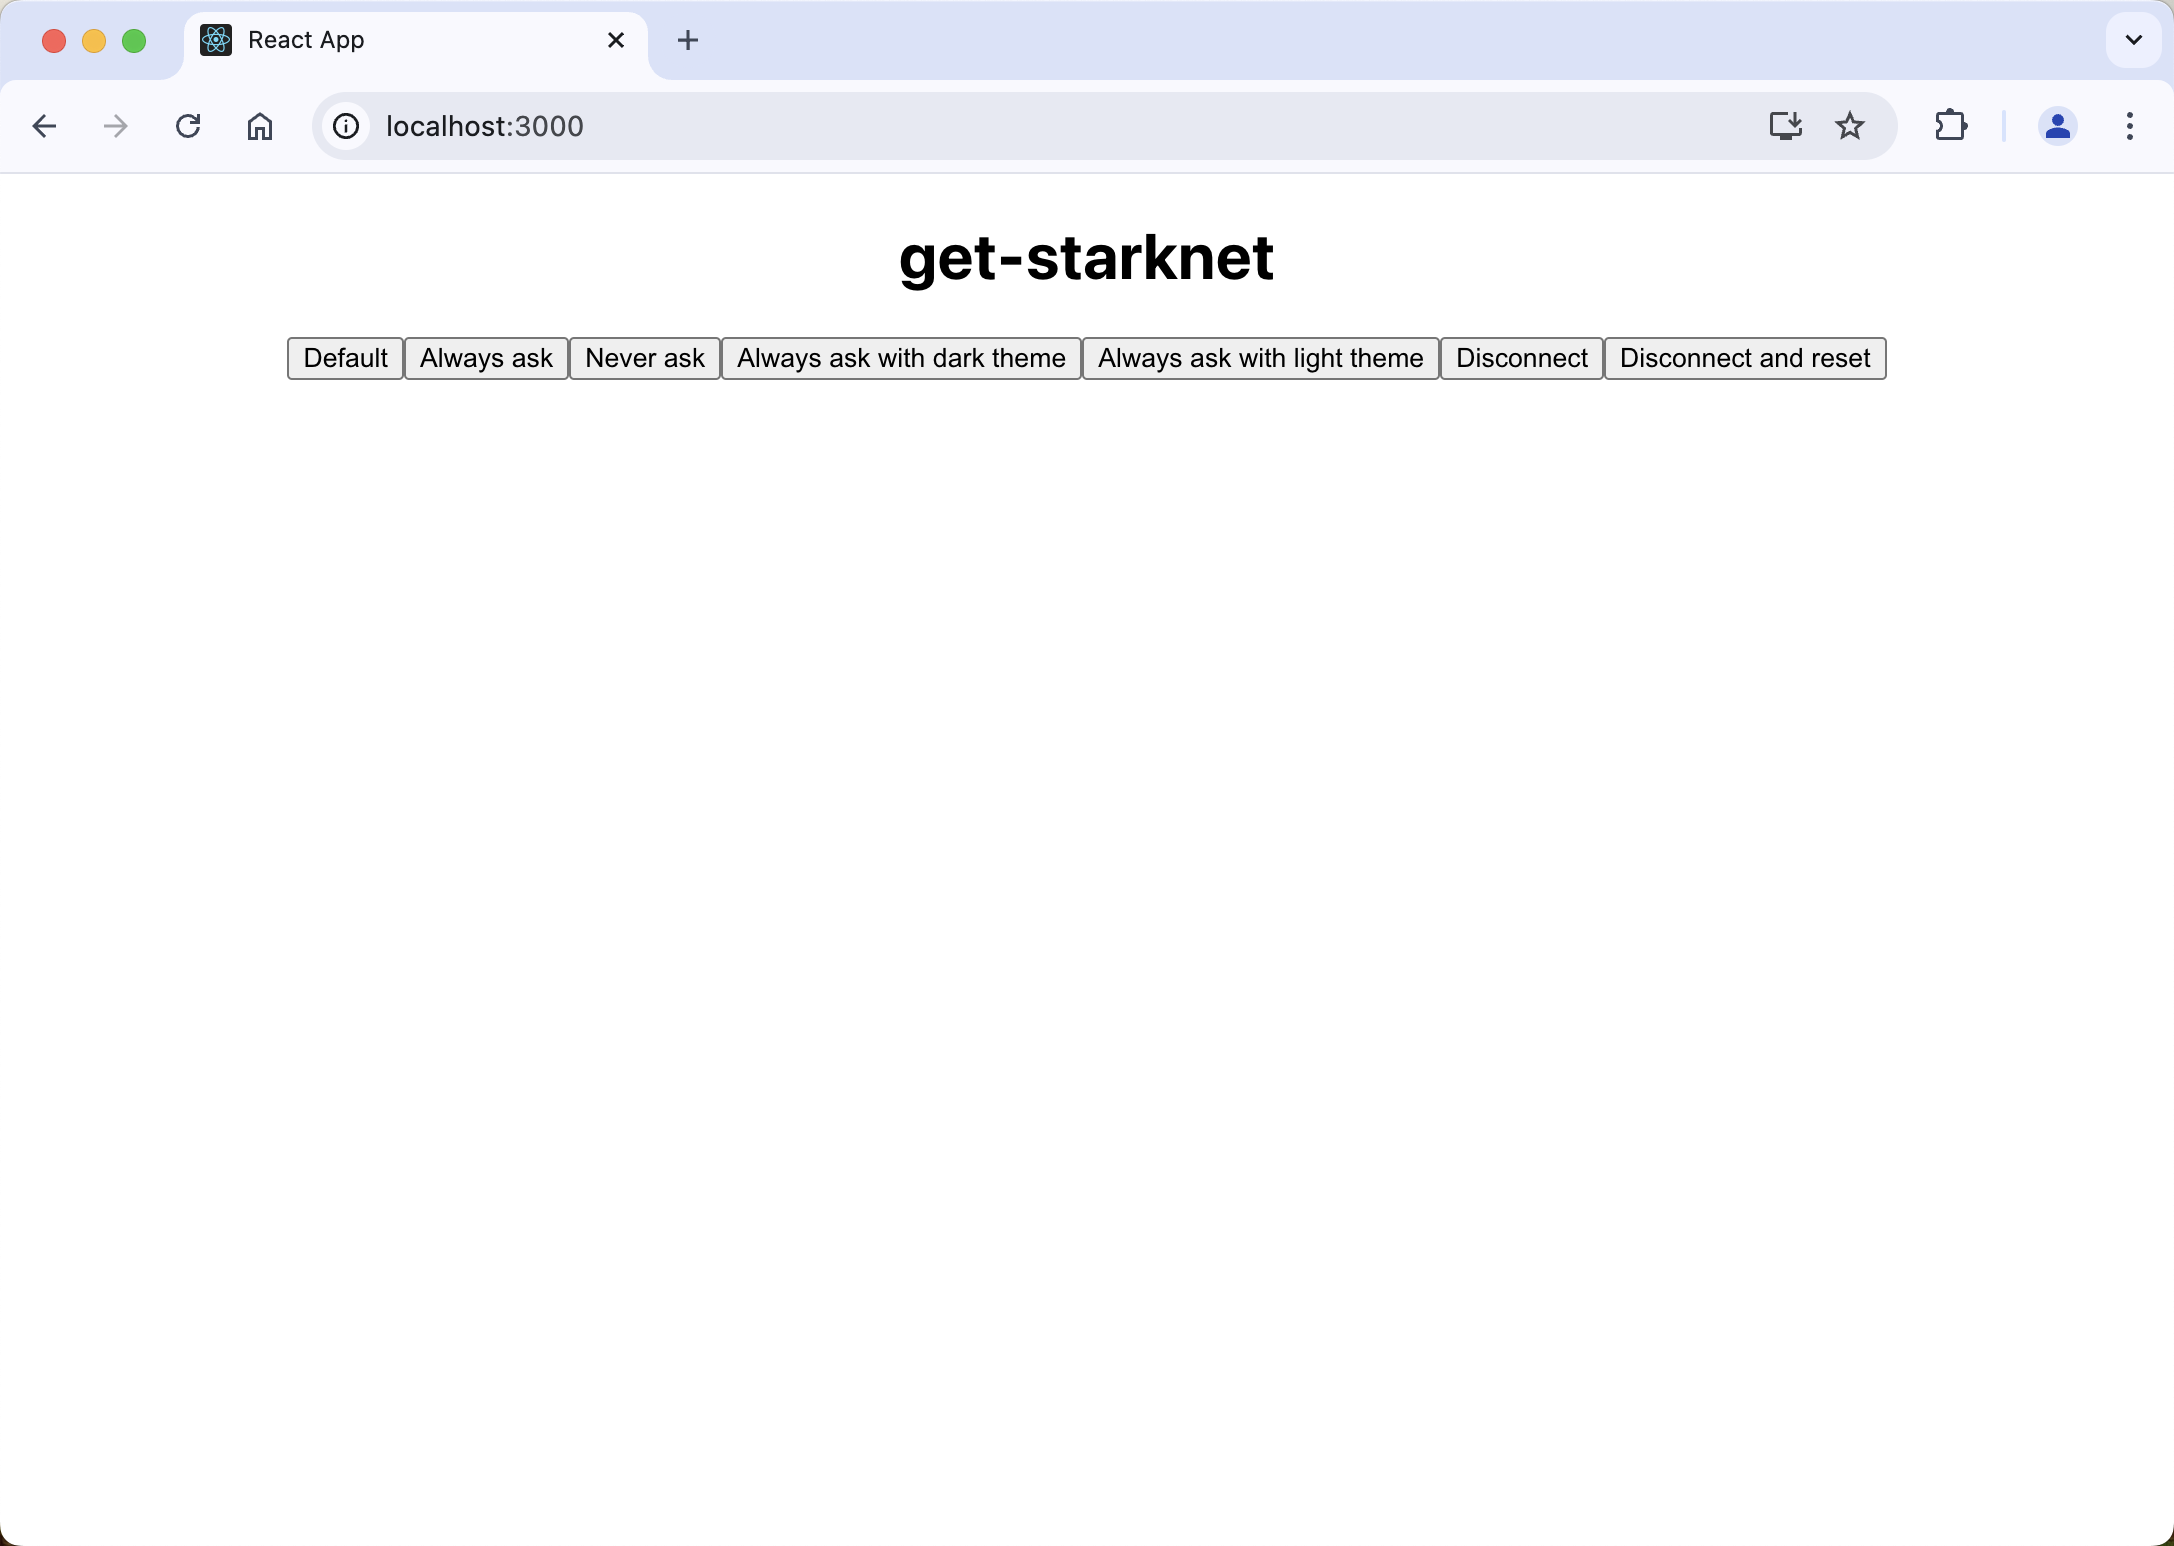 React App
localhost:3000
get-starknet
Default Always ask Never ask Always ask with dark theme Always ask with light theme Disconnect Disconnect and reset